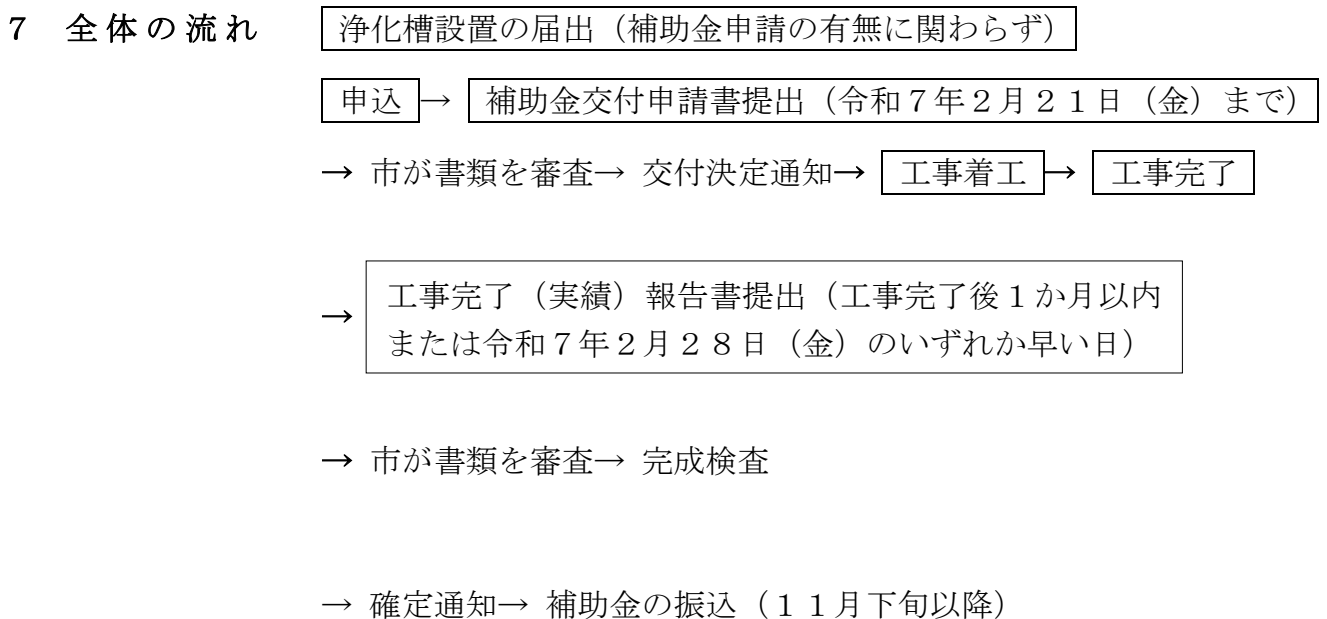 ７　全体の流れ　浄化槽設置の届出（補助金申請の有無に関わらず）
申込→ 補助金交付申請書提出（令和７年２月２１日（金）まで）
→ 市が書類を審査→ 交付決定通知→ 工事着工→ 工事完了
→ 工事完了（実績）報告書提出（工事完了後１か月以内
または令和７年２月２８日（金）のいずれか早い日）
→ 市が書類を審査→ 完成検査
→ 確定通知→ 補助金の振込（１１月下旬以降）